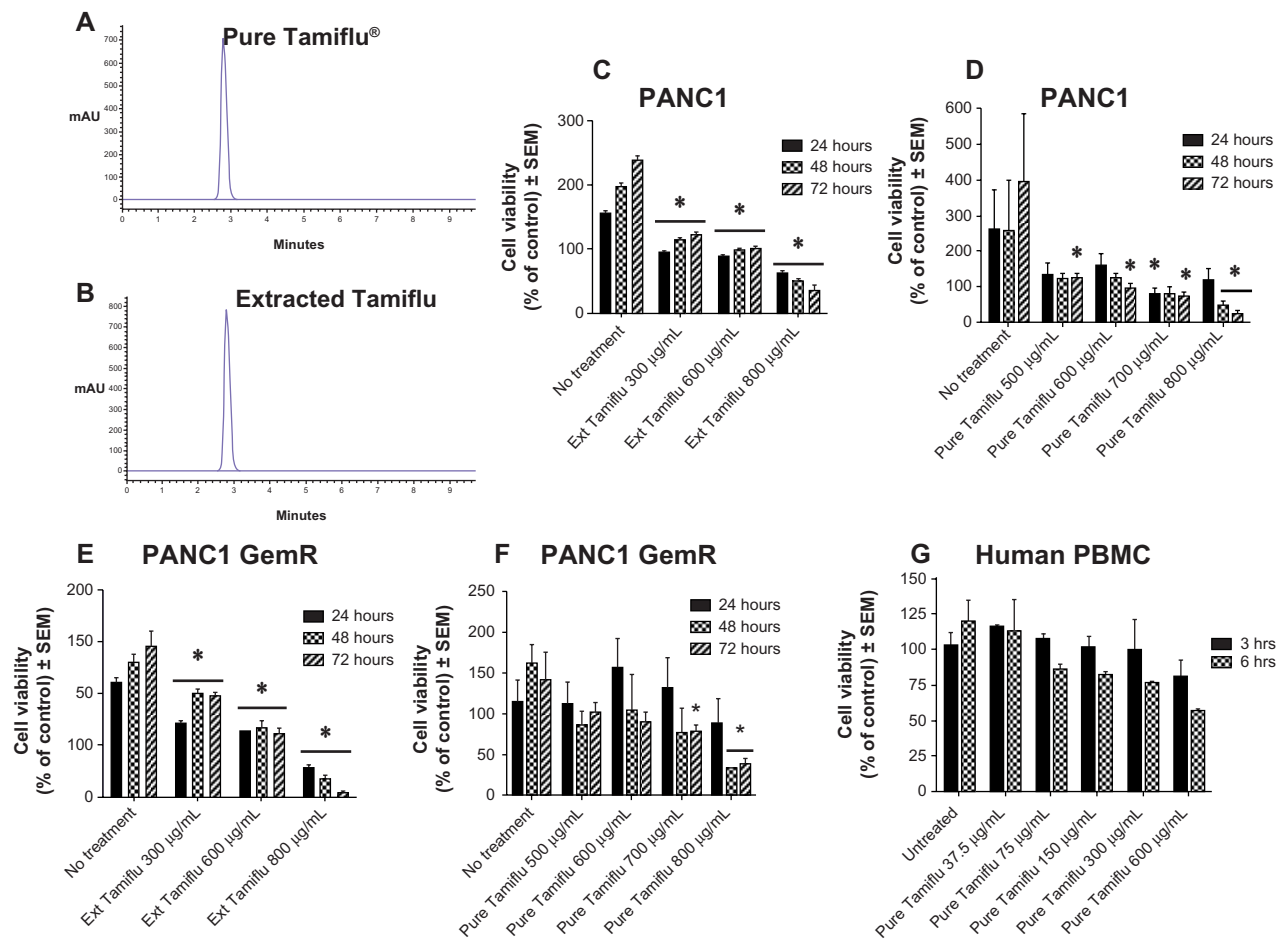 A
Pure Tamiflu®
mAU
700
600
500
400
300
200
100
0
0 1 2 3 4 5 6 7 8 9
Minutes
B
Extracted Tamiflu
mAU
800
700
600
500
400
300
200
100
0
0 1 2 3 4 5 6 7 8 9
Minutes
C
PANC1
Cell viability
(% of control) ± SEM)
300
200
100
0
24 hours
48 hours
72 hours
*
*
*
No treatment
Ext Tamiflu 300 µg/mL
Ext Tamiflu 600 µg/mL
Ext Tamiflu 800 µg/mL
D
PANC1
Cell viability
(% of control) ± SEM)
600
500
400
300
200
100
0
24 hours
48 hours
72 hours
*
*
*
*
*
No treatment
Pure Tamiflu 500 µg/mL
Pure Tamiflu 600 µg/mL
Pure Tamiflu 700 µg/mL
Pure Tamiflu 800 µg/mL
E
PANC1 GemR
Cell viability
(% of control) ± SEM)
200
150
50
100
0
24 hours
48 hours
72 hours
*
*
*
No treatment
Ext Tamiflu 300 µg/mL
Ext Tamiflu 600 µg/mL
Ext Tamiflu 800 µg/mL
F
PANC1 GemR
Cell viability
(% of control) ± SEM)
250
200
150
100
50
0
24 hours
48 hours
72 hours
*
*
No treatment
Pure Tamiflu 500 µg/mL
Pure Tamiflu 600 µg/mL
Pure Tamiflu 700 µg/mL
Pure Tamiflu 800 µg/mL
G
Human PBMC
Cell viability
(% of control) ± SEM)
150
125
100
75
50
25
0
3 hrs
6 hrs
Untreated
Pure Tamiflu 37.5 µg/mL
Pure Tamiflu 75 µg/mL
Pure Tamiflu 150 µg/mL
Pure Tamiflu 300 µg/mL
Pure Tamiflu 600 µg/mL